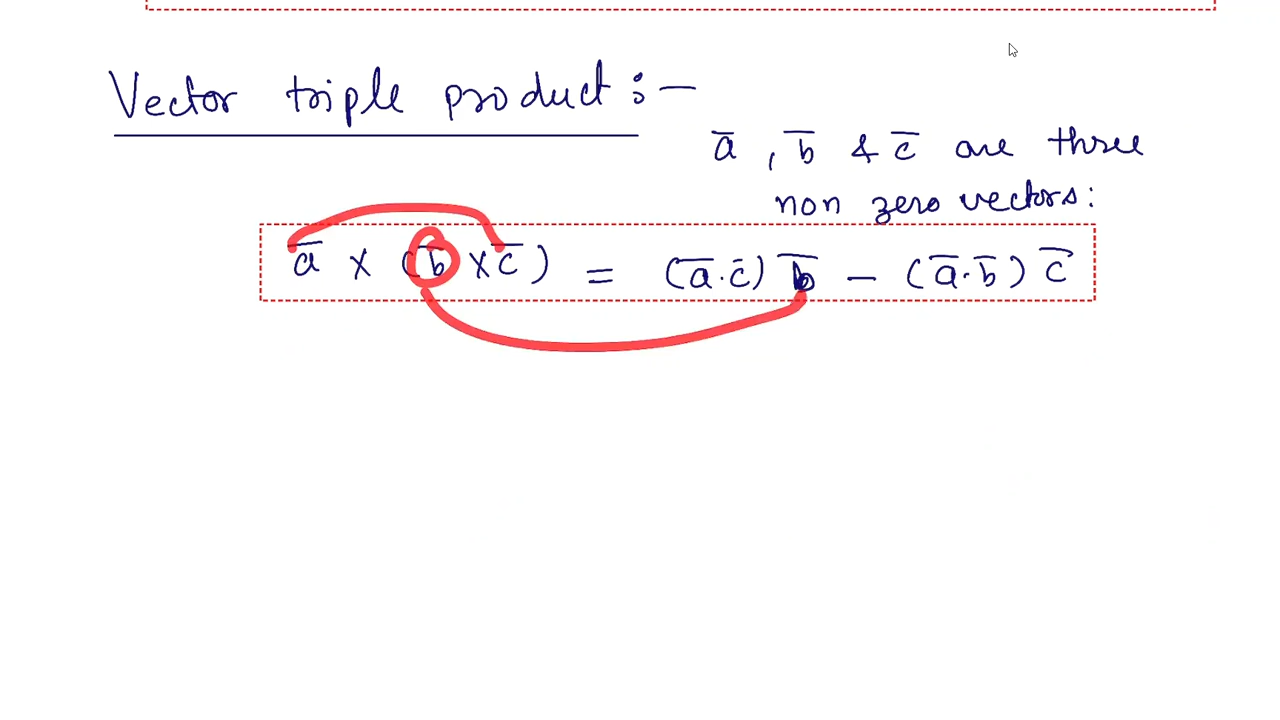 Vector triple product :-
a̅ , b̅ & c̅ are three
non zero vectors:
a̅ × (b̅ × c̅) = (a̅·c̅) b̅ − (a̅·b̅) c̅